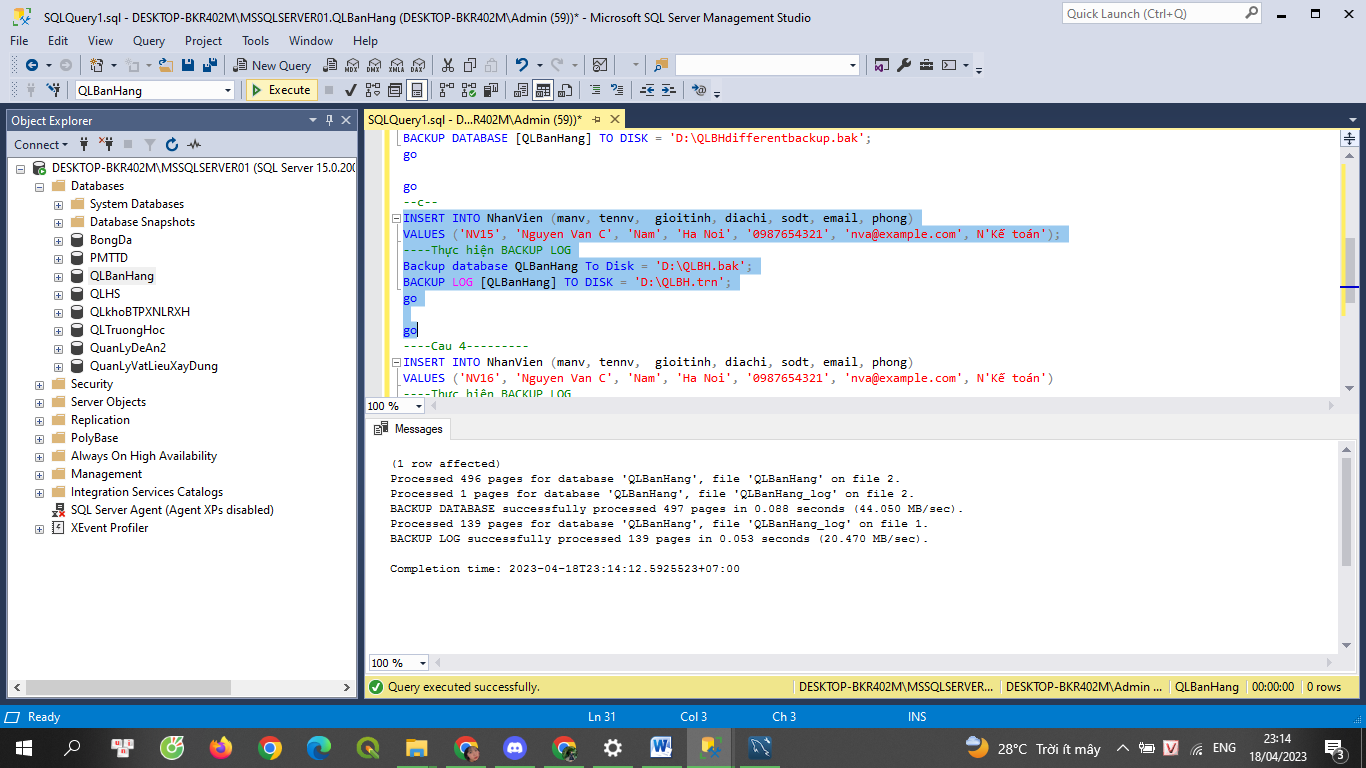 SQLQuery1.sql - DESKTOP-BKR402M\MSSQLSERVER01.QLBanHang (DESKTOP-BKR402M\Admin (59))* - Microsoft SQL Server Management Studio
Quick Launch (Ctrl+Q)
File Edit View Query Project Tools Window Help
New Query MDX DMX XMLA DAX
QLBanHang Execute
Object Explorer
SQLQuery1.sql - D...R402M\Admin (59))*
Connect
DESKTOP-BKR402M\MSSQLSERVER01 (SQL Server 15.0.200
Databases
System Databases
Database Snapshots
BongDa
PMTTD
QLBanHang
QLHS
QLkhoBTPXNLRXH
QLTruongHoc
QuanLyDeAn2
QuanLyVatLieuXayDung
Security
Server Objects
Replication
PolyBase
Always On High Availability
Management
Integration Services Catalogs
SQL Server Agent (Agent XPs disabled)
XEvent Profiler
BACKUP DATABASE [QLBanHang] TO DISK = 'D:\QLBHdifferentbackup.bak';
go
go
--c--
INSERT INTO NhanVien (manv, tennv,  gioitinh, diachi, sodt, email, phong)
VALUES ('NV15', 'Nguyen Van C', 'Nam', 'Ha Noi', '0987654321', 'nva@example.com', N'Kế toán');
----Thực hiện BACKUP LOG
Backup database QLBanHang To Disk = 'D:\QLBH.bak';
BACKUP LOG [QLBanHang] TO DISK = 'D:\QLBH.trn';
go
go
----Cau 4---------
INSERT INTO NhanVien (manv, tennv,  gioitinh, diachi, sodt, email, phong)
VALUES ('NV16', 'Nguyen Van C', 'Nam', 'Ha Noi', '0987654321', 'nva@example.com', N'Kế toán')
----Thực hiện BACKUP LOG
100 %
Messages
(1 row affected)
Processed 496 pages for database 'QLBanHang', file 'QLBanHang' on file 2.
Processed 1 pages for database 'QLBanHang', file 'QLBanHang_log' on file 2.
BACKUP DATABASE successfully processed 497 pages in 0.088 seconds (44.050 MB/sec).
Processed 139 pages for database 'QLBanHang', file 'QLBanHang_log' on file 1.
BACKUP LOG successfully processed 139 pages in 0.053 seconds (20.470 MB/sec).
Completion time: 2023-04-18T23:14:12.5925523+07:00
100 %
Query executed successfully. DESKTOP-BKR402M\MSSQLSERVER... DESKTOP-BKR402M\Admin ... QLBanHang 00:00:00 0 rows
Ready Ln 31 Col 3 Ch 3 INS
28°C Trời ít mây V ENG 23:14
18/04/2023 3